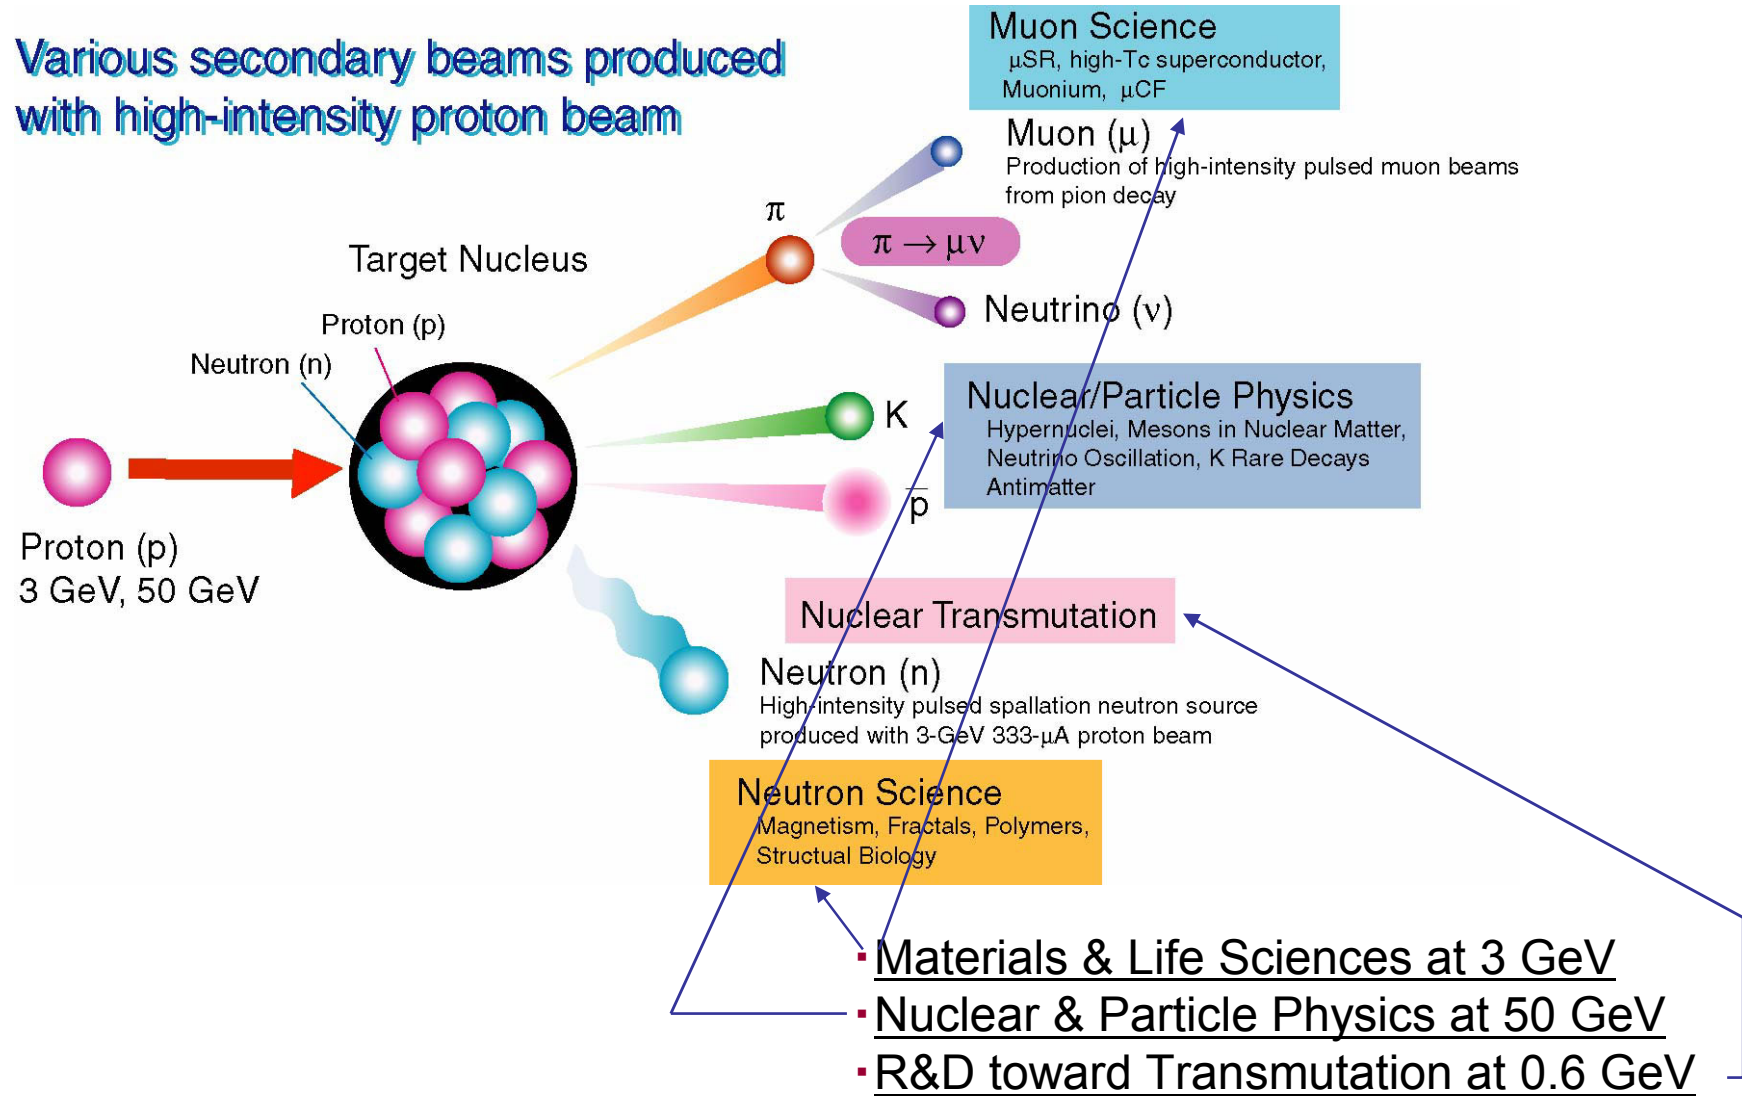 Various secondary beams produced
with high-intensity proton beam
Muon Science
μSR, high-Tc superconductor,
Muonium, μCF
Muon (μ)
Production of high-intensity pulsed muon beams
from pion decay
π
π → μν
Target Nucleus
Neutrino (ν)
Proton (p)
Neutron (n)
K
Nuclear/Particle Physics
Hypernuclei, Mesons in Nuclear Matter,
Neutrino Oscillation, K Rare Decays
Antimatter
p̅
Proton (p)
3 GeV, 50 GeV
Nuclear Transmutation
Neutron (n)
High-intensity pulsed spallation neutron source
produced with 3-GeV 333-μA proton beam
Neutron Science
Magnetism, Fractals, Polymers,
Structual Biology
▪Materials & Life Sciences at 3 GeV
▪Nuclear & Particle Physics at 50 GeV
▪R&D toward Transmutation at 0.6 GeV